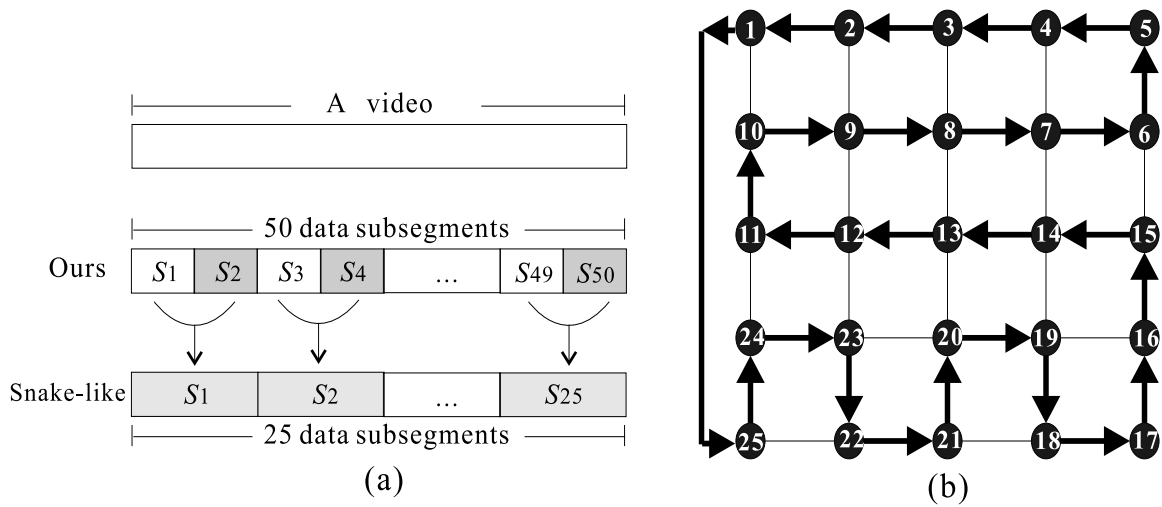 A video
50 data subsegments
Ours S1 S2 S3 S4 ... S49 S50
Snake-like S1 S2 ... S25
25 data subsegments
(a)
1 2 3 4 5
10 9 8 7 6
11 12 13 14 15
24 23 20 19 16
25 22 21 18 17
(b)